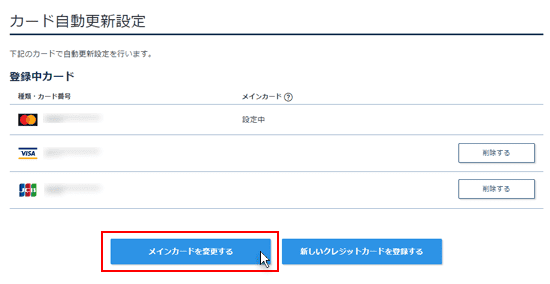 カード自動更新設定
下記のカードで自動更新設定を行います。
登録中カード
種類・カード番号 メインカード ?
設定中
VISA 削除する
JCB 削除する
メインカードを変更する 新しいクレジットカードを登録する